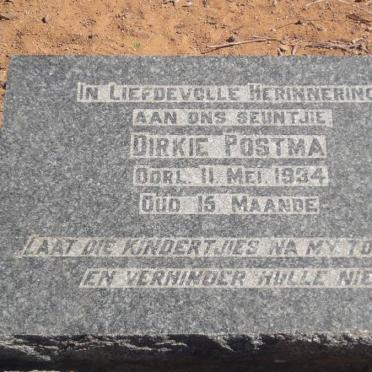 IN LIEFDEVOLLE HERINNERING
AAN ONS SEUNTJIE
DIRKIE POSTMA
OORL. 11 MEI 1934
OUD 15 MAANDE
LAAT DIE KINDERTJIES NA MY TO
EN VERHINDER HULLE NIE